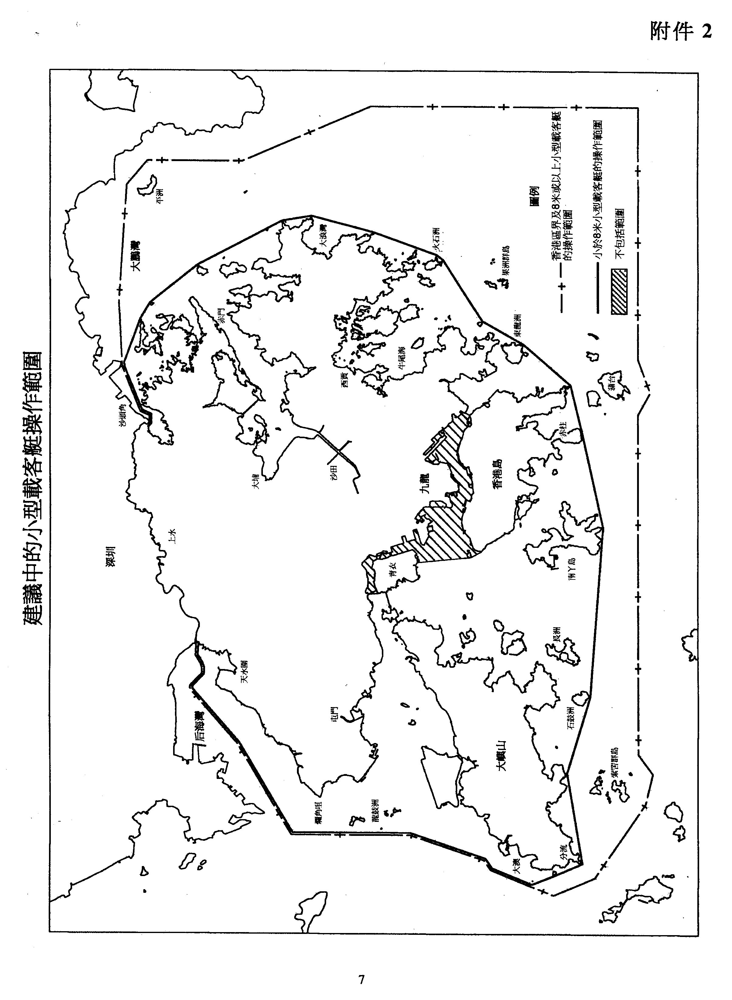 附件 2
建議中的小型載客艇操作範圍
深圳
沙頭角
大鵬灣
平洲
上水
赤門
后海灣
天水圍
大埔
大浪灣
沙田
西貢
牛尾海
火石洲
屯門
青衣
九龍
果洲群島
爛角咀
龍鼓洲
香港島
東龍洲
大嶼山
大澳
赤柱
南丫島
長洲
石鼓洲
分流
蒲台
索罟群島
圖例
香港區界及8米或以上小型載客艇
的操作範圍
小於8米小型載客艇的操作範圍
不包括範圍
7